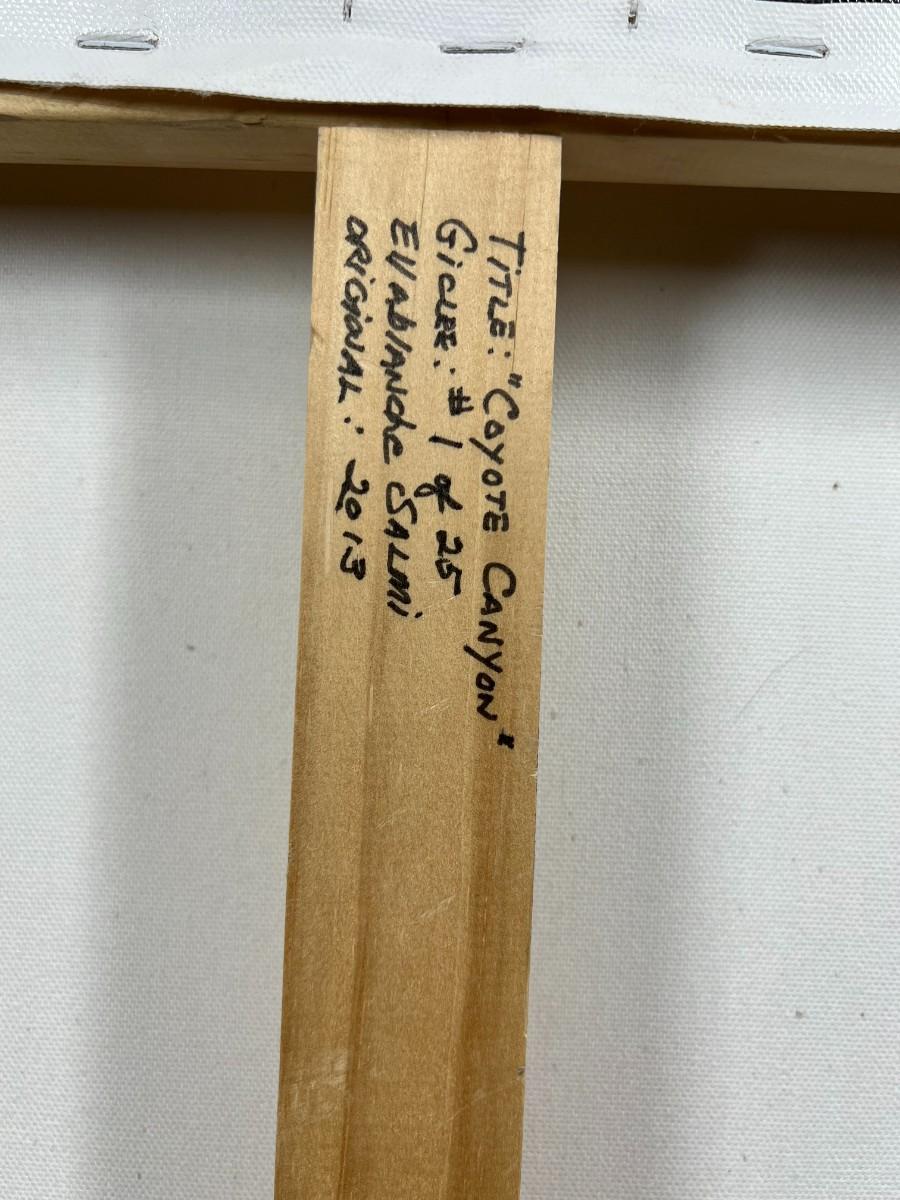 TITLE: "COYOTE CANYON"
GICLEE: #1 of 25
EVAbLANChe SALMi
ORIGINAL: 2013